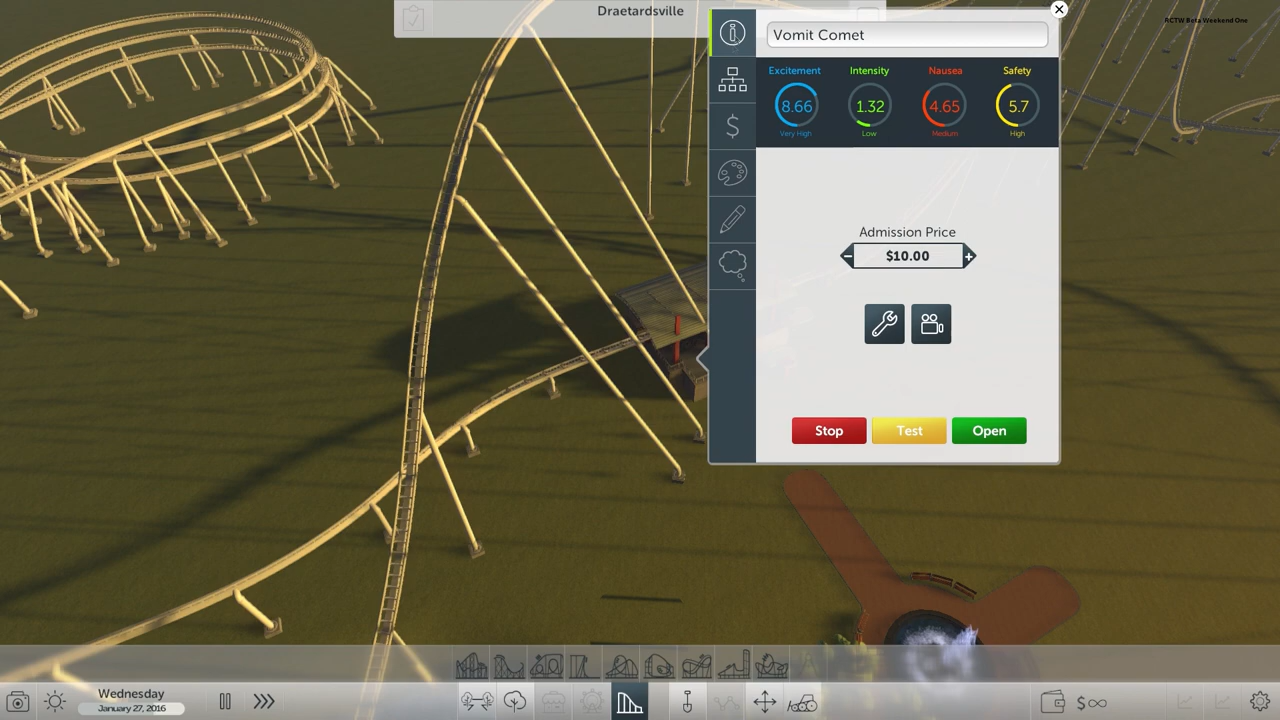 Draetardsville
RCTW Beta Weekend One
Vomit Comet
Excitement Intensity Nausea Safety
8.66 1.32 4.65 5.7
Very High Low Medium High
$
Admission Price
− $10.00 +
Stop Test Open
Wednesday
January 27, 2016
$∞